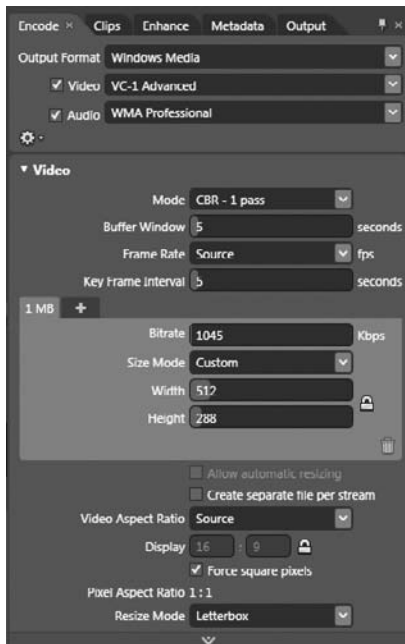 Encode × Clips Enhance Metadata Output ×
Output Format Windows Media
Video VC-1 Advanced
Audio WMA Professional
Video
Mode CBR - 1 pass
Buffer Window 5 seconds
Frame Rate Source fps
Key Frame Interval 5 seconds
1 MB +
Bitrate 1045 Kbps
Size Mode Custom
Width 512
Height 288
Allow automatic resizing
Create separate file per stream
Video Aspect Ratio Source
Display 16 : 9
Force square pixels
Pixel Aspect Ratio 1 : 1
Resize Mode Letterbox